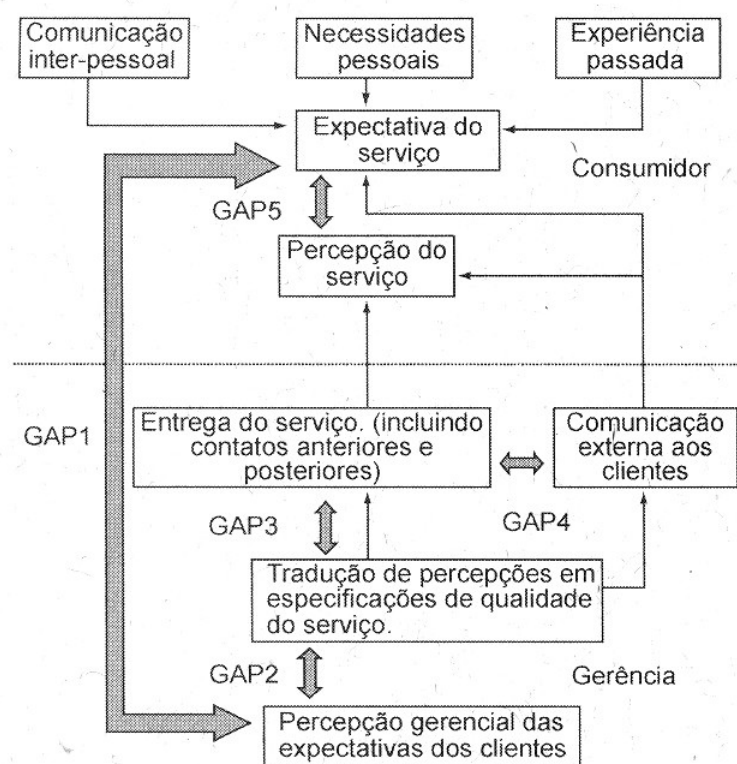 Comunicação
inter-pessoal
Necessidades
pessoais
Experiência
passada
Expectativa do
serviço
Consumidor
GAP5
Percepção do
serviço
GAP1
Entrega do serviço. (incluindo
contatos anteriores e
posteriores)
Comunicação
externa aos
clientes
GAP3
GAP4
Tradução de percepções em
especificações de qualidade
do serviço.
GAP2
Gerência
Percepção gerencial das
expectativas dos clientes